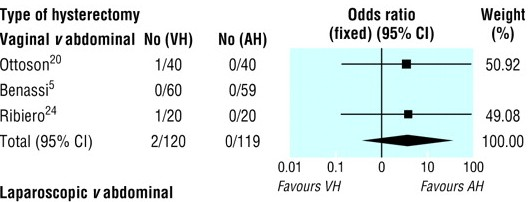 Type of hysterectomy Odds ratio Weight
Vaginal v abdominal No (VH) No (AH) (fixed) (95% CI) (%)
Ottoson20 1/40 0/40 50.92
Benassi5 0/60 0/59
Ribiero24 1/20 0/20 49.08
Total (95% CI) 2/120 0/119 100.00
0.01 0.1 0 10 100
Favours VH Favours AH
Laparoscopic v abdominal